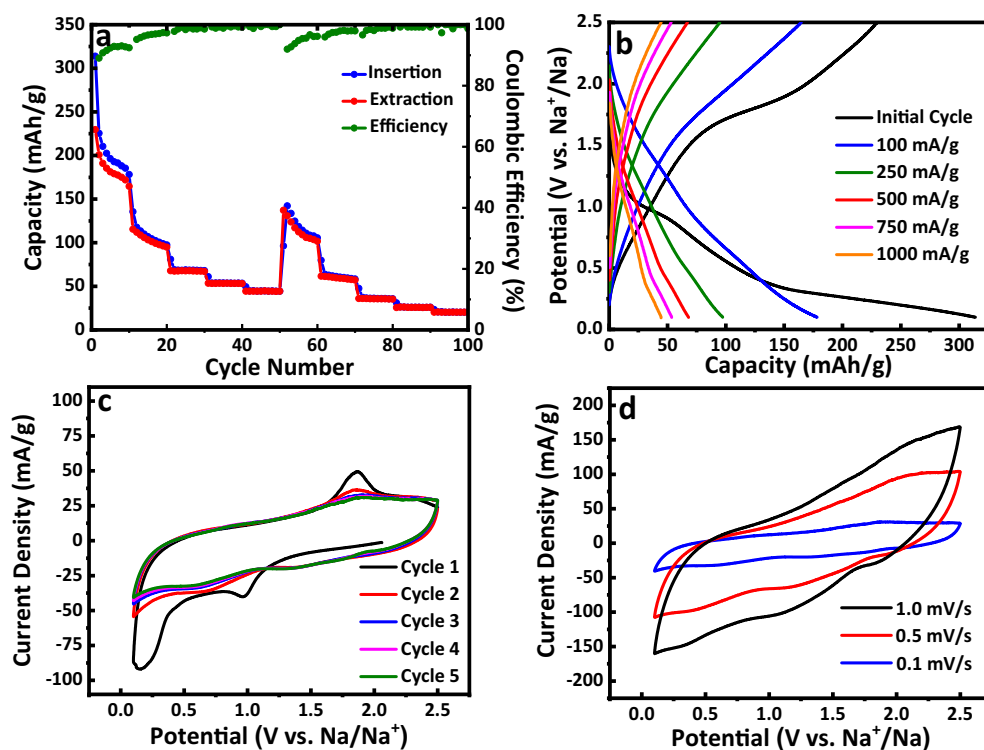 a
Capacity (mAh/g)
350
300
250
200
150
100
50
0
0
20
40
60
80
100
Cycle Number
100
80
60
40
20
0
Coulombic Efficiency (%)
Insertion
Extraction
Efficiency
b
Potential (V vs. Na⁺/Na)
2.5
2.0
1.5
1.0
0.5
0.0
0
50
100
150
200
250
300
Capacity (mAh/g)
Initial Cycle
100 mA/g
250 mA/g
500 mA/g
750 mA/g
1000 mA/g
c
Current Density (mA/g)
100
75
50
25
0
-25
-50
-75
-100
0.0
0.5
1.0
1.5
2.0
2.5
Potential (V vs. Na/Na⁺)
Cycle 1
Cycle 2
Cycle 3
Cycle 4
Cycle 5
d
Current Density (mA/g)
200
150
100
50
0
-50
-100
-150
-200
0.0
0.5
1.0
1.5
2.0
2.5
Potential (V vs. Na⁺/Na)
1.0 mV/s
0.5 mV/s
0.1 mV/s